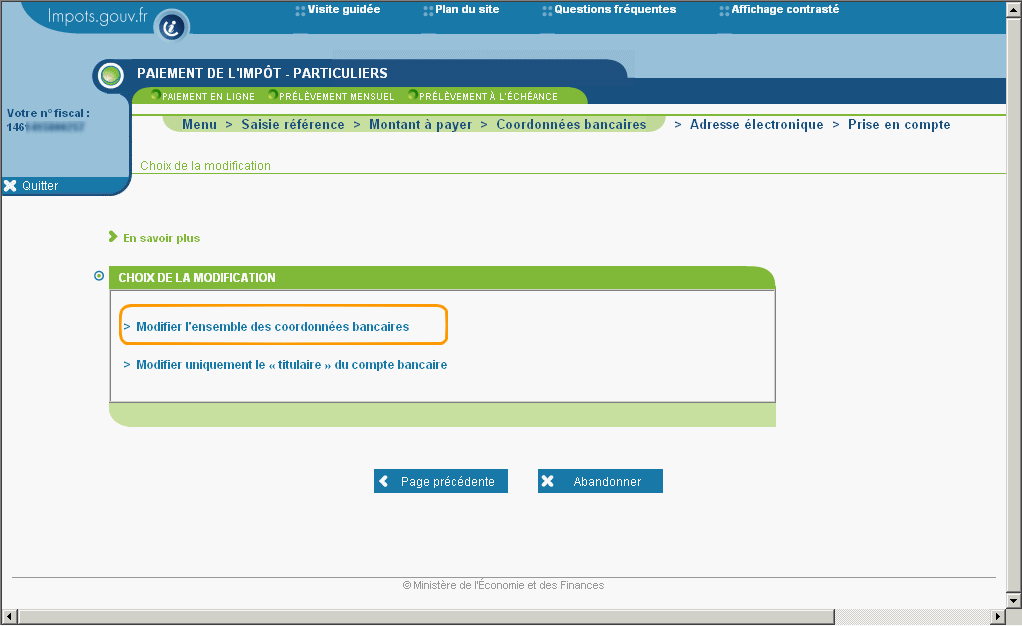 Impots.gouv.fr
Visite guidée Plan du site Questions fréquentes Affichage contrasté
PAIEMENT DE L'IMPÔT - PARTICULIERS
PAIEMENT EN LIGNE PRÉLÈVEMENT MENSUEL PRÉLÈVEMENT À L'ÉCHÉANCE
Votre n° fiscal :
146
Menu > Saisie référence > Montant à payer > Coordonnées bancaires > Adresse électronique > Prise en compte
Choix de la modification
Quitter
En savoir plus
CHOIX DE LA MODIFICATION
> Modifier l'ensemble des coordonnées bancaires
> Modifier uniquement le « titulaire » du compte bancaire
Page précédente Abandonner
© Ministère de l'Économie et des Finances